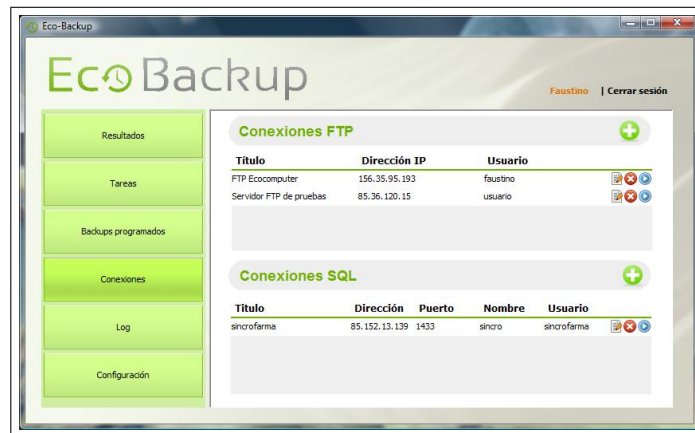 Eco-Backup
EcoBackup
Faustino | Cerrar sesión
Resultados
Tareas
Backups programados
Conexiones
Log
Configuración
Conexiones FTP
Título Dirección IP Usuario
FTP Ecocomputer 156.35.95.193 faustino
Servidor FTP de pruebas 85.36.120.15 usuario
Conexiones SQL
Título Dirección Puerto Nombre Usuario
sincrofarma 85.152.13.139 1433 sincro sincrofarma